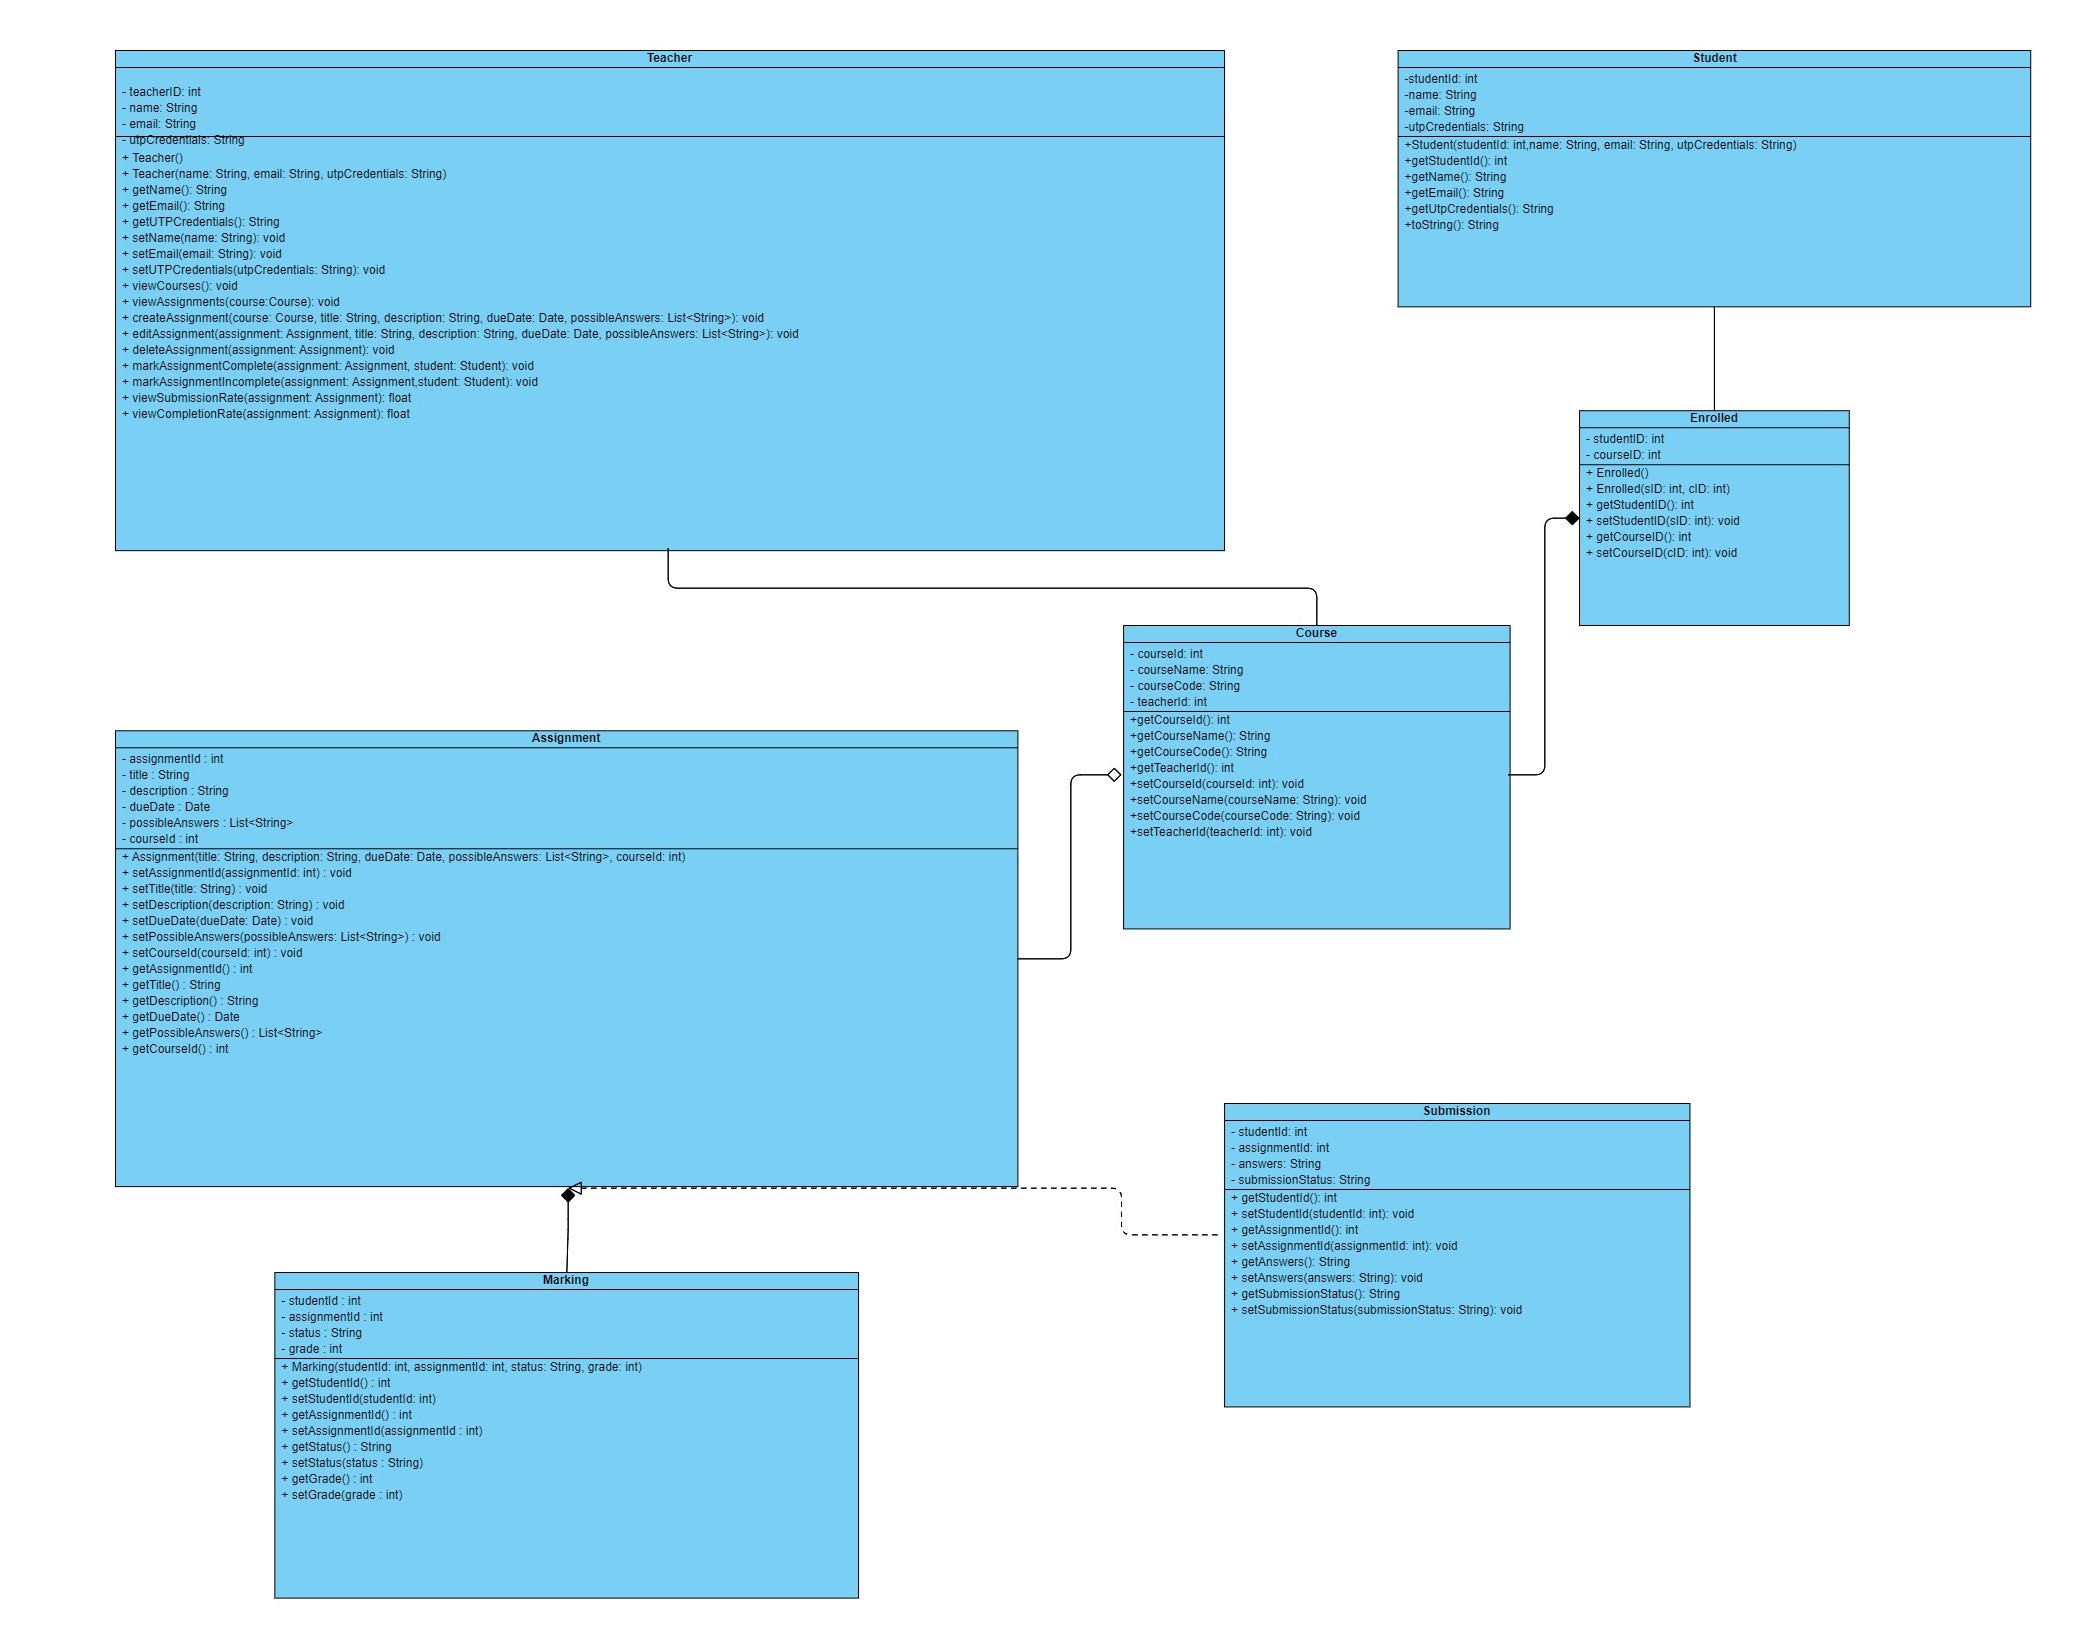 Teacher
- teacherID: int
- name: String
- email: String
- utpCredentials: String
+ Teacher()
+ Teacher(name: String, email: String, utpCredentials: String)
+ getName(): String
+ getEmail(): String
+ getUTPCredentials(): String
+ setName(name: String): void
+ setEmail(email: String): void
+ setUTPCredentials(utpCredentials: String): void
+ viewCourses(): void
+ viewAssignments(course:Course): void
+ createAssignment(course: Course, title: String, description: String, dueDate: Date, possibleAnswers: List<String>): void
+ editAssignment(assignment: Assignment, title: String, description: String, dueDate: Date, possibleAnswers: List<String>): void
+ deleteAssignment(assignment: Assignment): void
+ markAssignmentComplete(assignment: Assignment, student: Student): void
+ markAssignmentIncomplete(assignment: Assignment,student: Student): void
+ viewSubmissionRate(assignment: Assignment): float
+ viewCompletionRate(assignment: Assignment): float
Student
-studentId: int
-name: String
-email: String
-utpCredentials: String
+Student(studentId: int,name: String, email: String, utpCredentials: String)
+getStudentId(): int
+getName(): String
+getEmail(): String
+getUtpCredentials(): String
+toString(): String
Enrolled
- studentID: int
- courseID: int
+ Enrolled()
+ Enrolled(sID: int, cID: int)
+ getStudentID(): int
+ setStudentID(sID: int): void
+ getCourseID(): int
+ setCourseID(cID: int): void
Course
- courseId: int
- courseName: String
- courseCode: String
- teacherId: int
+getCourseId(): int
+getCourseName(): String
+getCourseCode(): String
+getTeacherId(): int
+setCourseId(courseId: int): void
+setCourseName(courseName: String): void
+setCourseCode(courseCode: String): void
+setTeacherId(teacherId: int): void
Assignment
- assignmentId : int
- title : String
- description : String
- dueDate : Date
- possibleAnswers : List<String>
- courseId : int
+ Assignment(title: String, description: String, dueDate: Date, possibleAnswers: List<String>, courseId: int)
+ setAssignmentId(assignmentId: int) : void
+ setTitle(title: String) : void
+ setDescription(description: String) : void
+ setDueDate(dueDate: Date) : void
+ setPossibleAnswers(possibleAnswers: List<String>) : void
+ setCourseId(courseId: int) : void
+ getAssignmentId() : int
+ getTitle() : String
+ getDescription() : String
+ getDueDate() : Date
+ getPossibleAnswers() : List<String>
+ getCourseId() : int
Submission
- studentId: int
- assignmentId: int
- answers: String
- submissionStatus: String
+ getStudentId(): int
+ setStudentId(studentId: int): void
+ getAssignmentId(): int
+ setAssignmentId(assignmentId: int): void
+ getAnswers(): String
+ setAnswers(answers: String): void
+ getSubmissionStatus(): String
+ setSubmissionStatus(submissionStatus: String): void
Marking
- studentId : int
- assignmentId : int
- status : String
- grade : int
+ Marking(studentId: int, assignmentId: int, status: String, grade: int)
+ getStudentId() : int
+ setStudentId(studentId: int)
+ getAssignmentId() : int
+ setAssignmentId(assignmentId : int)
+ getStatus() : String
+ setStatus(status : String)
+ getGrade() : int
+ setGrade(grade : int)